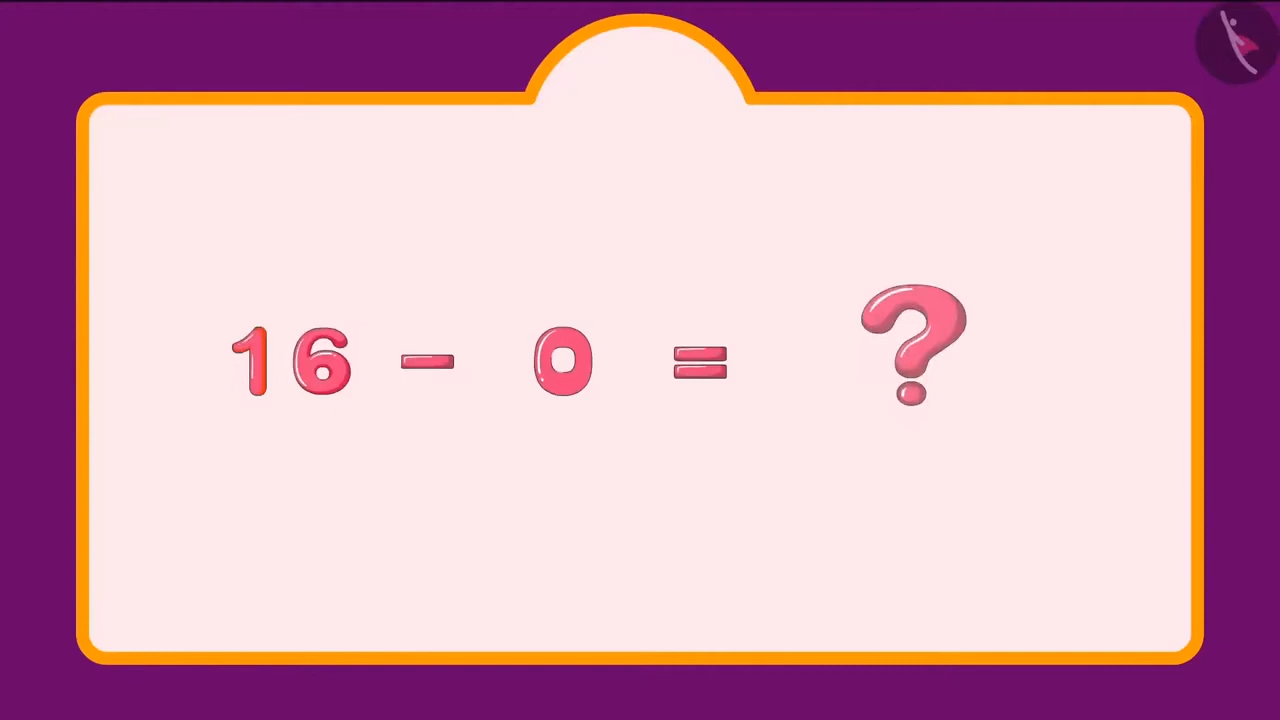 16 - 0 = ?